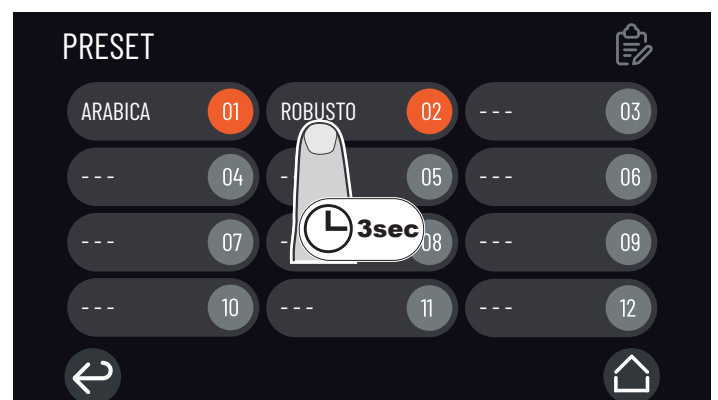 PRESET
ARABICA 01 ROBUSTO 02 --- 03
--- 04 - 05 --- 06
--- 07 - 3sec 08 --- 09
--- 10 --- 11 --- 12